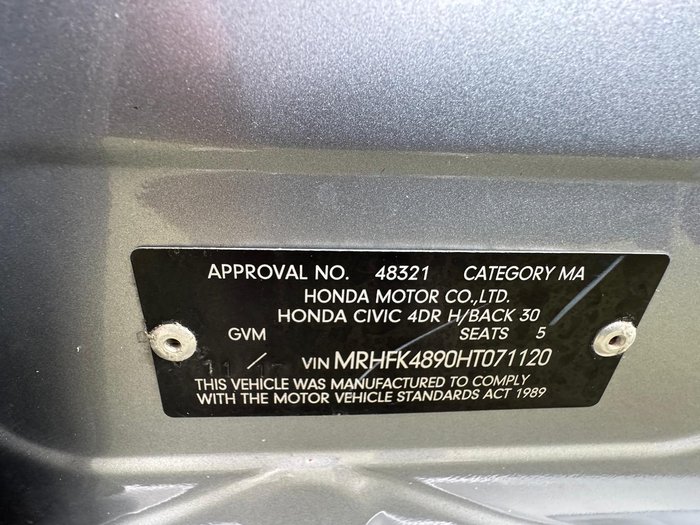 APPROVAL NO. 48321 CATEGORY MA
HONDA MOTOR CO.,LTD.
HONDA CIVIC 4DR H/BACK 30
GVM SEATS 5
/ VIN MRHFK4890HT071120
THIS VEHICLE WAS MANUFACTURED TO COMPLY
WITH THE MOTOR VEHICLE STANDARDS ACT 1989